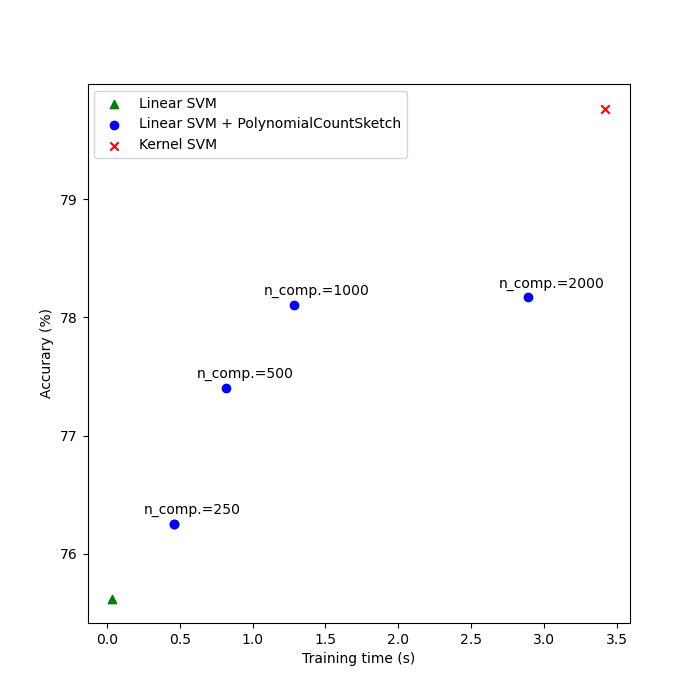 Linear SVM
Linear SVM + PolynomialCountSketch
Kernel SVM
79
n_comp.=2000
n_comp.=1000
78
n_comp.=500
77
n_comp.=250
76
Accurary (%)
0.0 0.5 1.0 1.5 2.0 2.5 3.0 3.5
Training time (s)